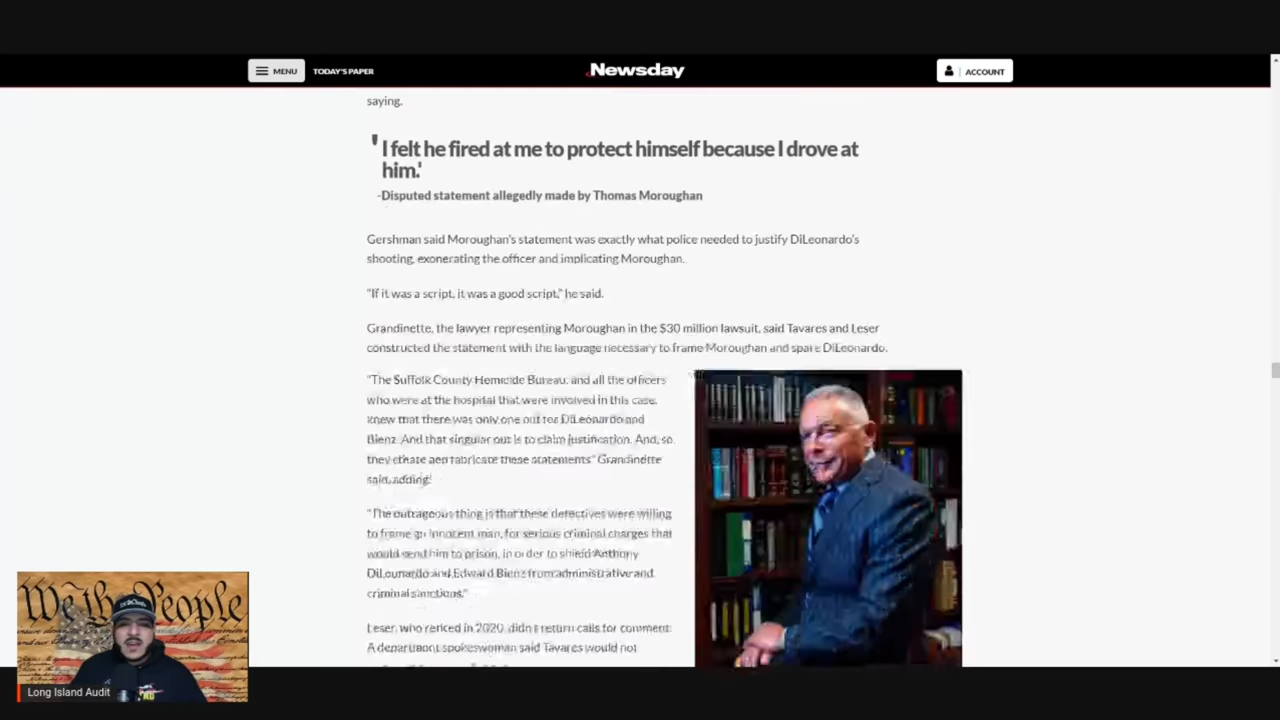 MENU
TODAY'S PAPER
Newsday
ACCOUNT
saying.
'I felt he fired at me to protect himself because I drove at
him.'
-Disputed statement allegedly made by Thomas Moroughan
Gershman said Moroughan's statement was exactly what police needed to justify DiLeonardo's
shooting, exonerating the officer and implicating Moroughan.
"If it was a script, it was a good script," he said.
Grandinette, the lawyer representing Moroughan in the $30 million lawsuit, said Tavares and Leser
constructed the statement with the language necessary to frame Moroughan and spare DiLeonardo.
"The Suffolk County Homicide Bureau, and all the officers
who were at the hospital that were involved in this case,
knew that there was only one out for DiLeonardo and
Bienz. And that singular out is to claim justification. And, so
they these statements" Grandinette
said, adding:
"The outrageous thing is that these detectives were willing
to frame an innocent man, for serious criminal charges that
would send him to prison, in order to shield Anthony
DiLeonardo and Edward Bienz from administrative and
criminal sanctions."
Leser, who retired in 2020, didn't return calls for comment.
A department spokeswoman said Tavares would not
We the People
Long Island Audit